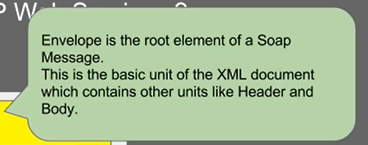 Envelope is the root element of a Soap
Message.
This is the basic unit of the XML document
which contains other units like Header and
Body.